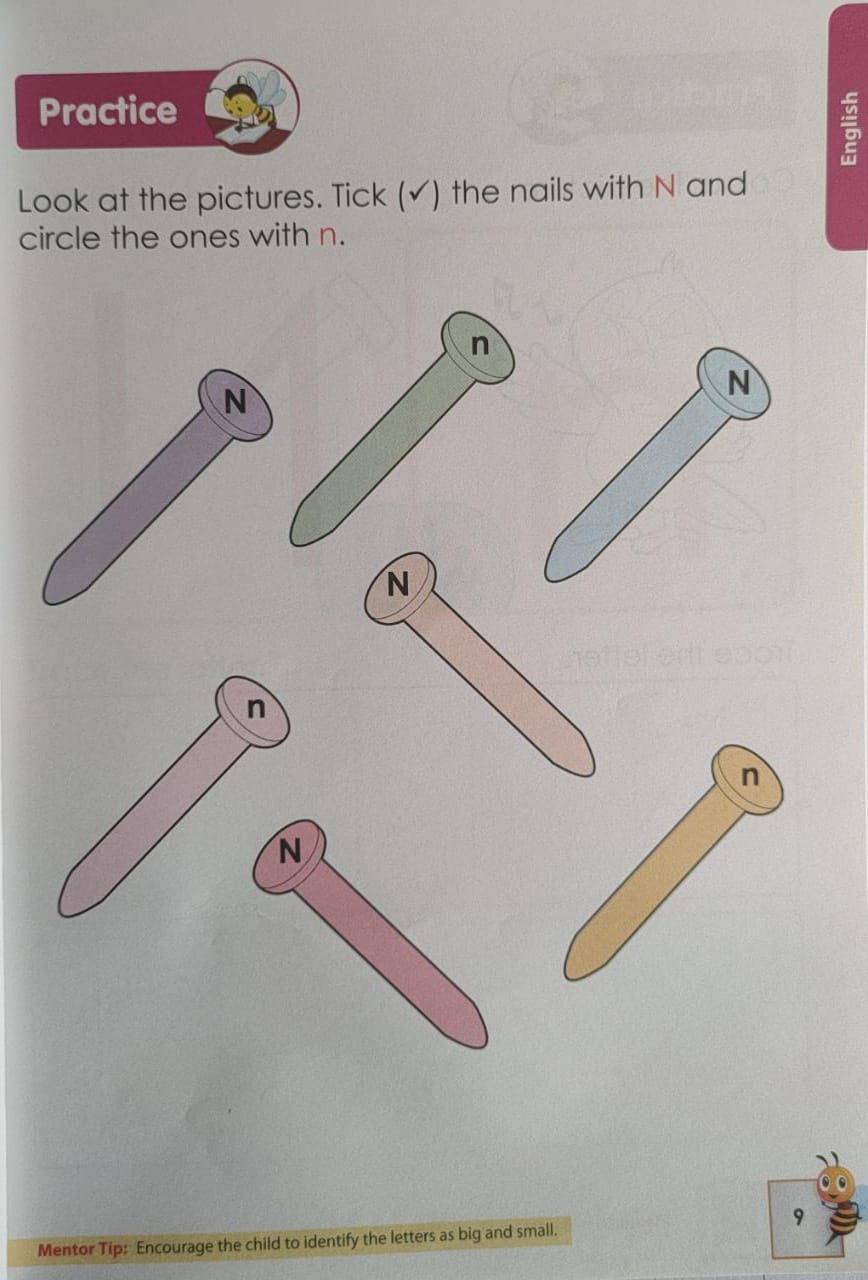 Practice
English
Look at the pictures. Tick (✓) the nails with N and
circle the ones with n.
n
N
N
N
n
n
N
Mentor Tip: Encourage the child to identify the letters as big and small.
9